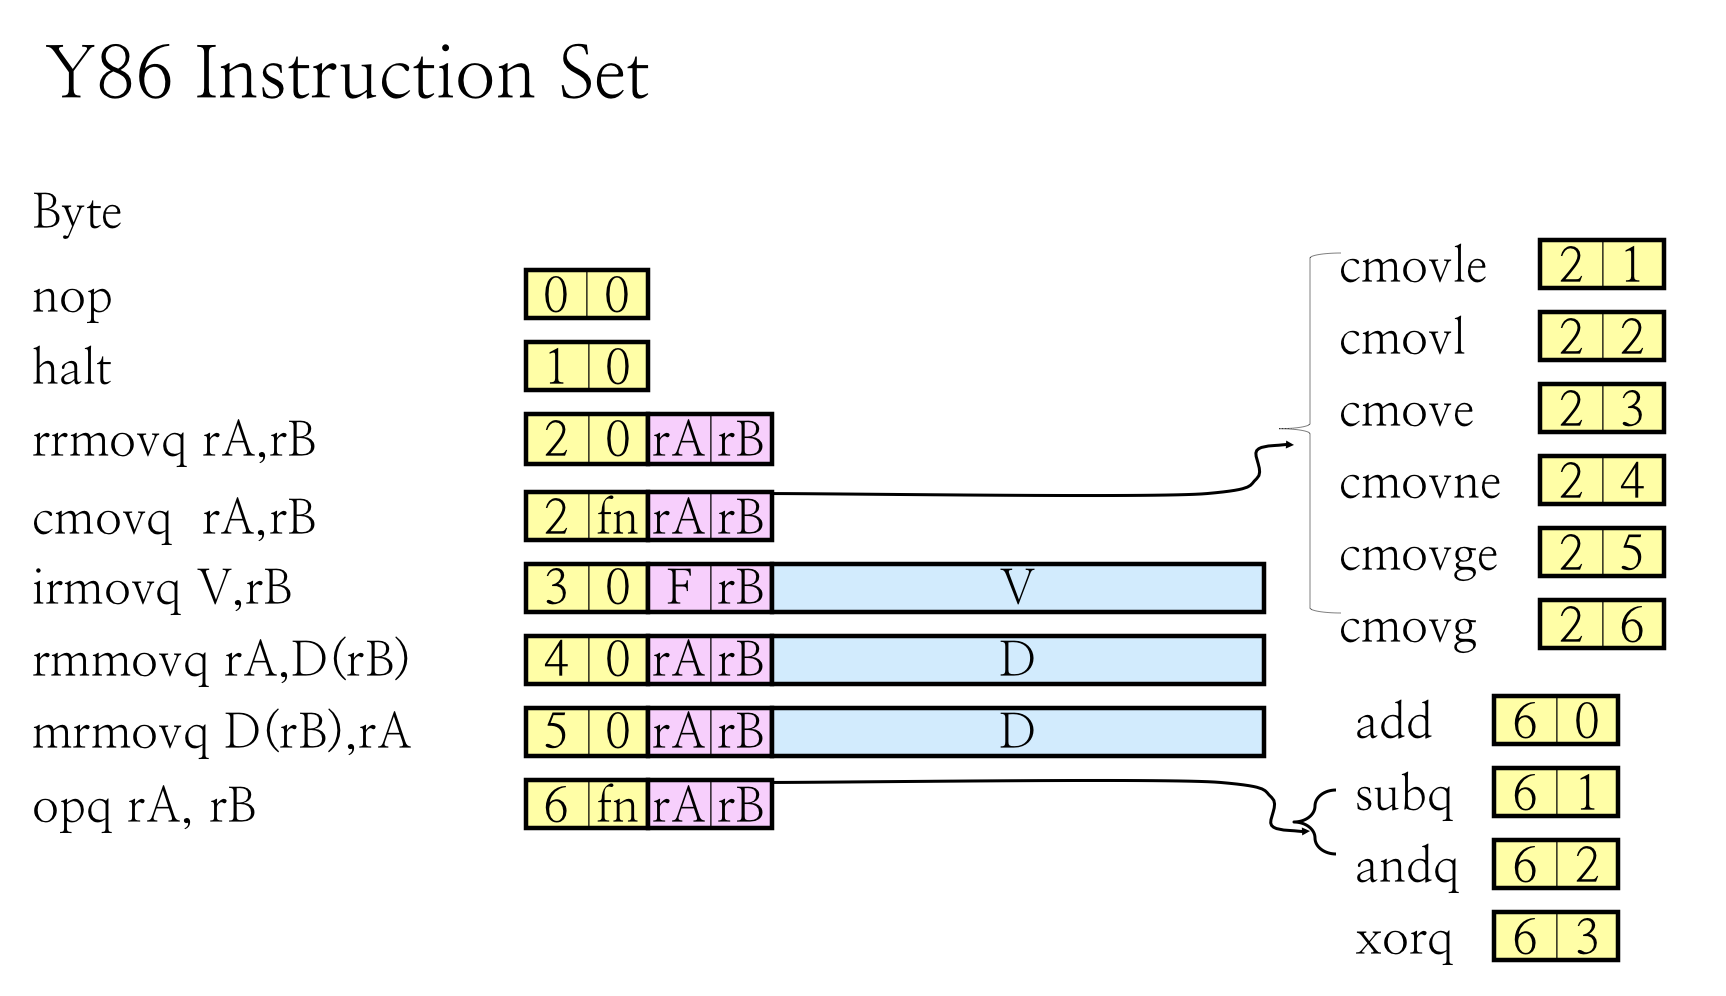 Y86 Instruction Set
Byte
nop 0 0
halt 1 0
rrmovq rA,rB 2 0 rA rB
cmovq rA,rB 2 fn rA rB
irmovq V,rB 3 0 F rB V
rmmovq rA,D(rB) 4 0 rA rB D
mrmovq D(rB),rA 5 0 rA rB D
opq rA, rB 6 fn rA rB
cmovle 2 1
cmovl 2 2
cmove 2 3
cmovne 2 4
cmovge 2 5
cmovg 2 6
add 6 0
subq 6 1
andq 6 2
xorq 6 3